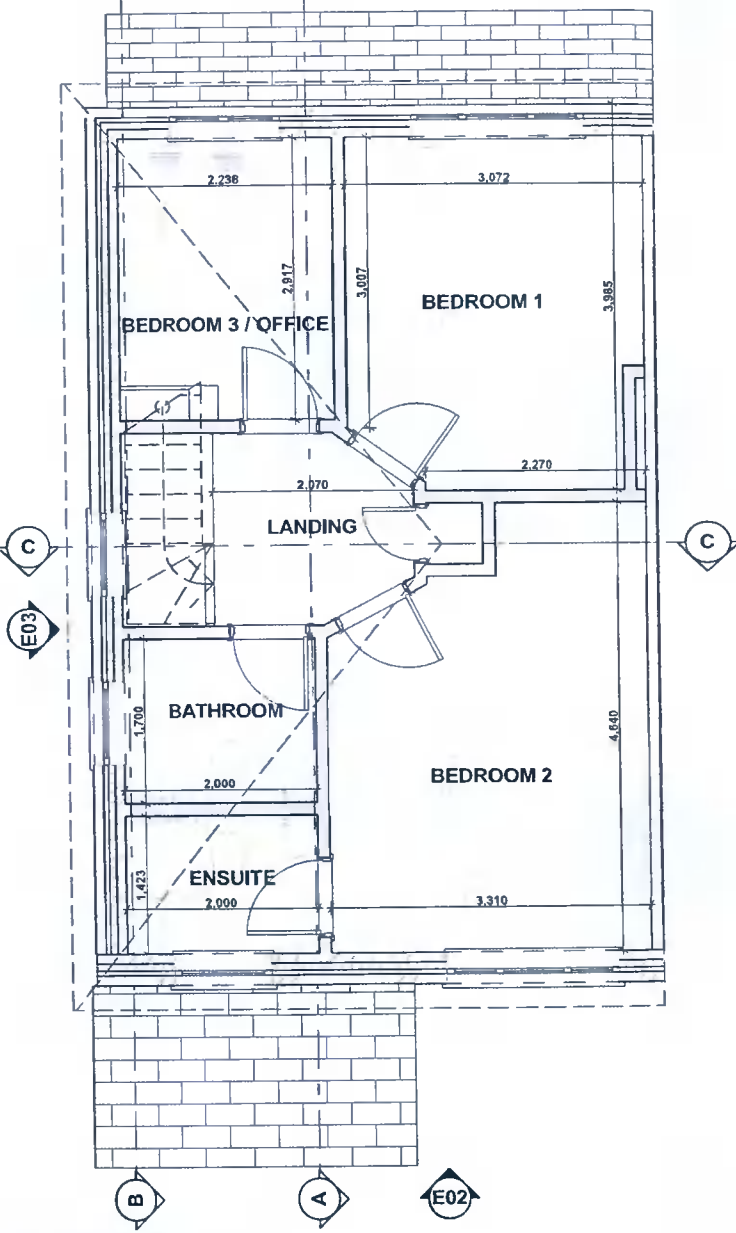 2,238
3,072
2,917
3,007
3,985
BEDROOM 1
BEDROOM 3 / OFFICE
2,270
2,070
LANDING
C
C
E03
BATHROOM
1,700
4,640
BEDROOM 2
2,000
ENSUITE
1,423
2,000
3,310
B
A
E02